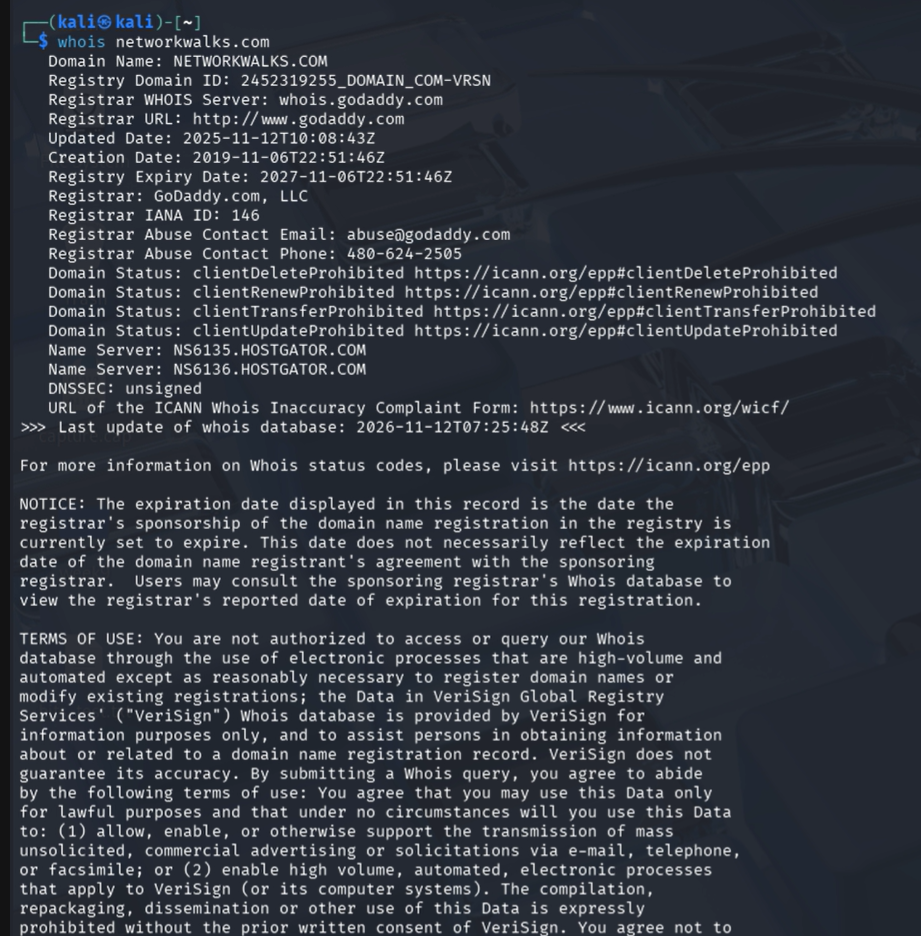 ┌──(kali㉿kali)-[~]
└─$ whois networkwalks.com
Domain Name: NETWORKWALKS.COM
Registry Domain ID: 2452319255_DOMAIN_COM-VRSN
Registrar WHOIS Server: whois.godaddy.com
Registrar URL: http://www.godaddy.com
Updated Date: 2025-11-12T10:08:43Z
Creation Date: 2019-11-06T22:51:46Z
Registry Expiry Date: 2027-11-06T22:51:46Z
Registrar: GoDaddy.com, LLC
Registrar IANA ID: 146
Registrar Abuse Contact Email: abuse@godaddy.com
Registrar Abuse Contact Phone: 480-624-2505
Domain Status: clientDeleteProhibited https://icann.org/epp#clientDeleteProhibited
Domain Status: clientRenewProhibited https://icann.org/epp#clientRenewProhibited
Domain Status: clientTransferProhibited https://icann.org/epp#clientTransferProhibited
Domain Status: clientUpdateProhibited https://icann.org/epp#clientUpdateProhibited
Name Server: NS6135.HOSTGATOR.COM
Name Server: NS6136.HOSTGATOR.COM
DNSSEC: unsigned
URL of the ICANN Whois Inaccuracy Complaint Form: https://www.icann.org/wicf/
>>> Last update of whois database: 2026-11-12T07:25:48Z <<<
For more information on Whois status codes, please visit https://icann.org/epp
NOTICE: The expiration date displayed in this record is the date the
registrar's sponsorship of the domain name registration in the registry is
currently set to expire. This date does not necessarily reflect the expiration
date of the domain name registrant's agreement with the sponsoring
registrar.  Users may consult the sponsoring registrar's Whois database to
view the registrar's reported date of expiration for this registration.
TERMS OF USE: You are not authorized to access or query our Whois
database through the use of electronic processes that are high-volume and
automated except as reasonably necessary to register domain names or
modify existing registrations; the Data in VeriSign Global Registry
Services' ("VeriSign") Whois database is provided by VeriSign for
information purposes only, and to assist persons in obtaining information
about or related to a domain name registration record. VeriSign does not
guarantee its accuracy. By submitting a Whois query, you agree to abide
by the following terms of use: You agree that you may use this Data only
for lawful purposes and that under no circumstances will you use this Data
to: (1) allow, enable, or otherwise support the transmission of mass
unsolicited, commercial advertising or solicitations via e-mail, telephone,
or facsimile; or (2) enable high volume, automated, electronic processes
that apply to VeriSign (or its computer systems). The compilation,
repackaging, dissemination or other use of this Data is expressly
prohibited without the prior written consent of VeriSign. You agree not to